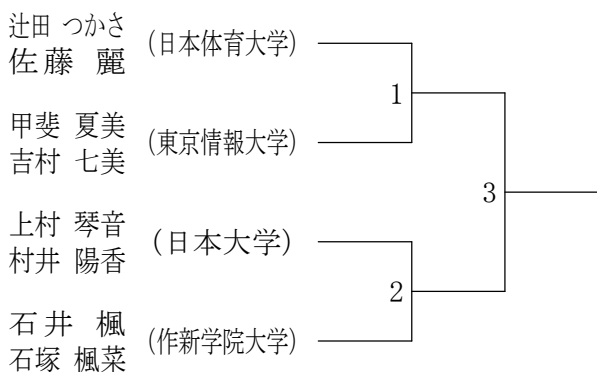 辻田 つかさ
佐藤 麗
(日本体育大学)
甲斐 夏美
吉村 七美
(東京情報大学)
上村 琴音
村井 陽香
(日本大学)
石井 楓
石塚 楓菜
(作新学院大学)
1
2
3